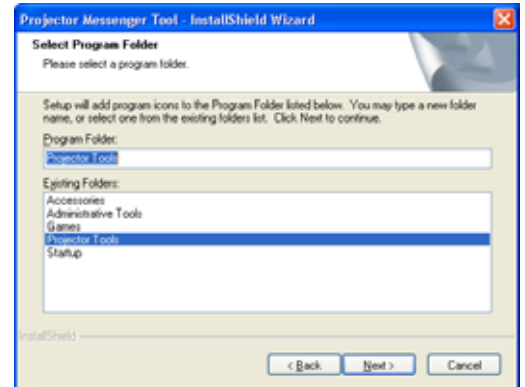 Projector Messenger Tool - InstallShield Wizard
Select Program Folder
Please select a program folder.
Setup will add program icons to the Program Folder listed below. You may type a new folder
name, or select one from the existing folders list. Click Next to continue.
Program Folder:
Projector Tools
Existing Folders:
Accessories
Administrative Tools
Games
Projector Tools
Startup
InstallShield
< Back
Next >
Cancel